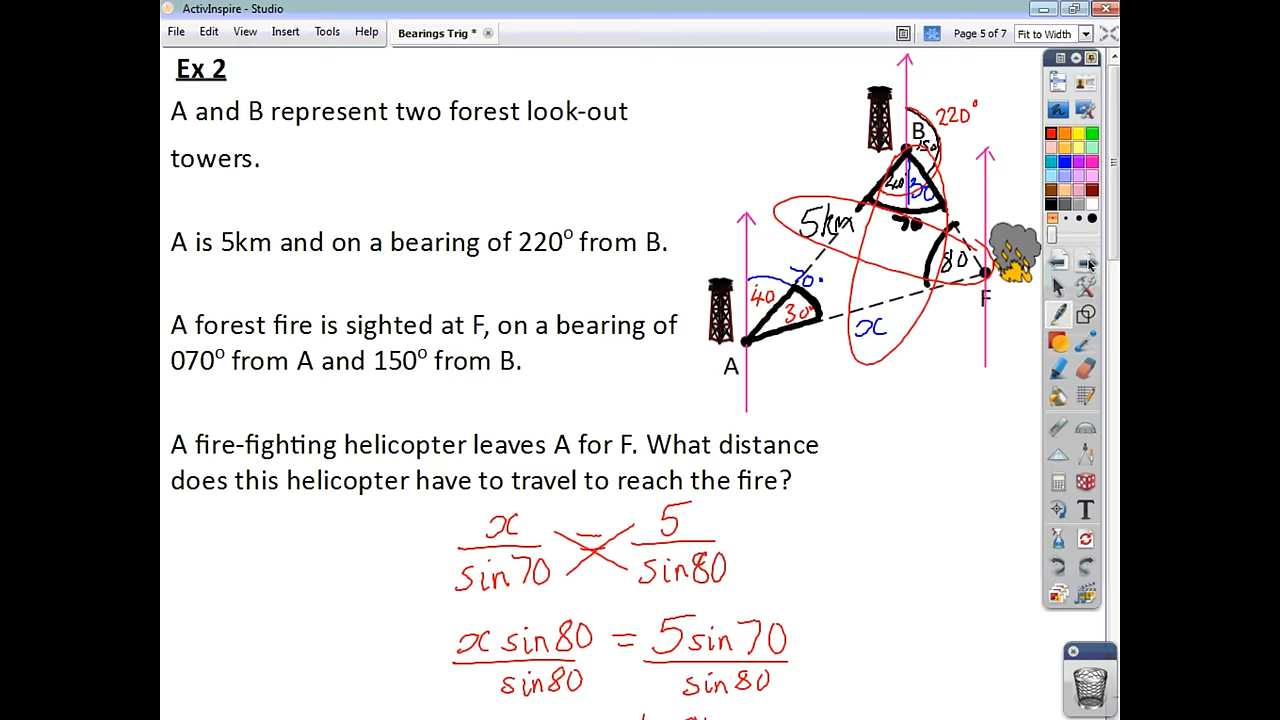 ActivInspire - Studio
File Edit View Insert Tools Help Bearings Trig * Page 5 of 7 Fit to Width
Ex 2
A and B represent two forest look-out
towers.
A is 5km and on a bearing of 220° from B.
A forest fire is sighted at F, on a bearing of
070° from A and 150° from B.
A fire-fighting helicopter leaves A for F. What distance
does this helicopter have to travel to reach the fire?
220°
B
150
40 30
70
5km
80
70°
40
30°
F
x
A
x/sin70 = 5/sin80
x sin80/sin80 = 5sin70/sin80
T